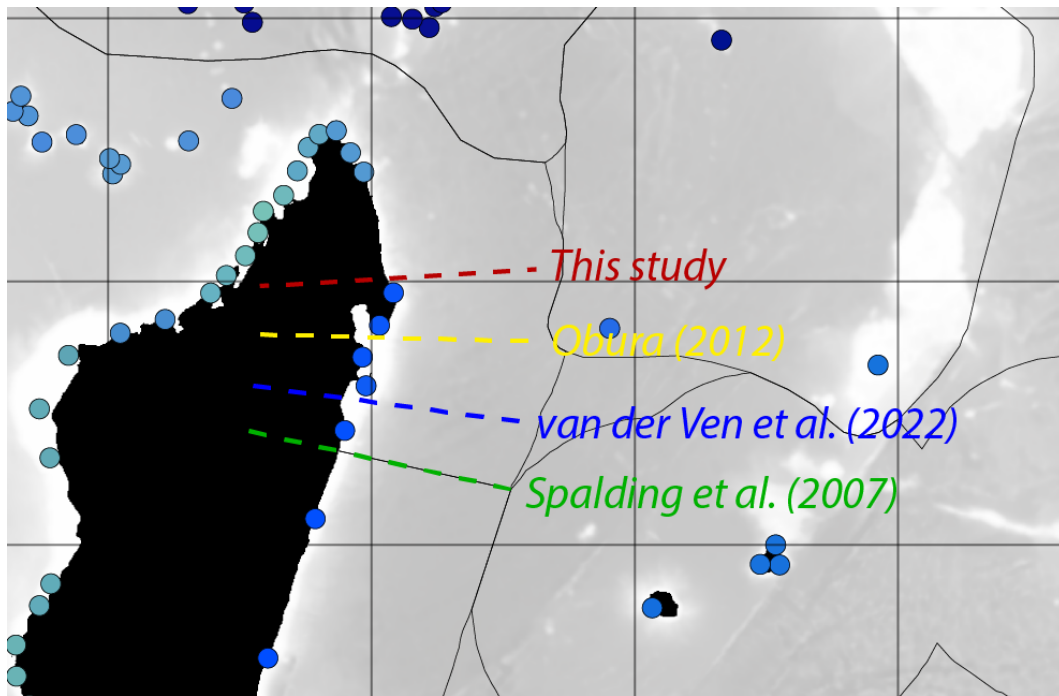 This study
Obura (2012)
van der Ven et al. (2022)
Spalding et al. (2007)